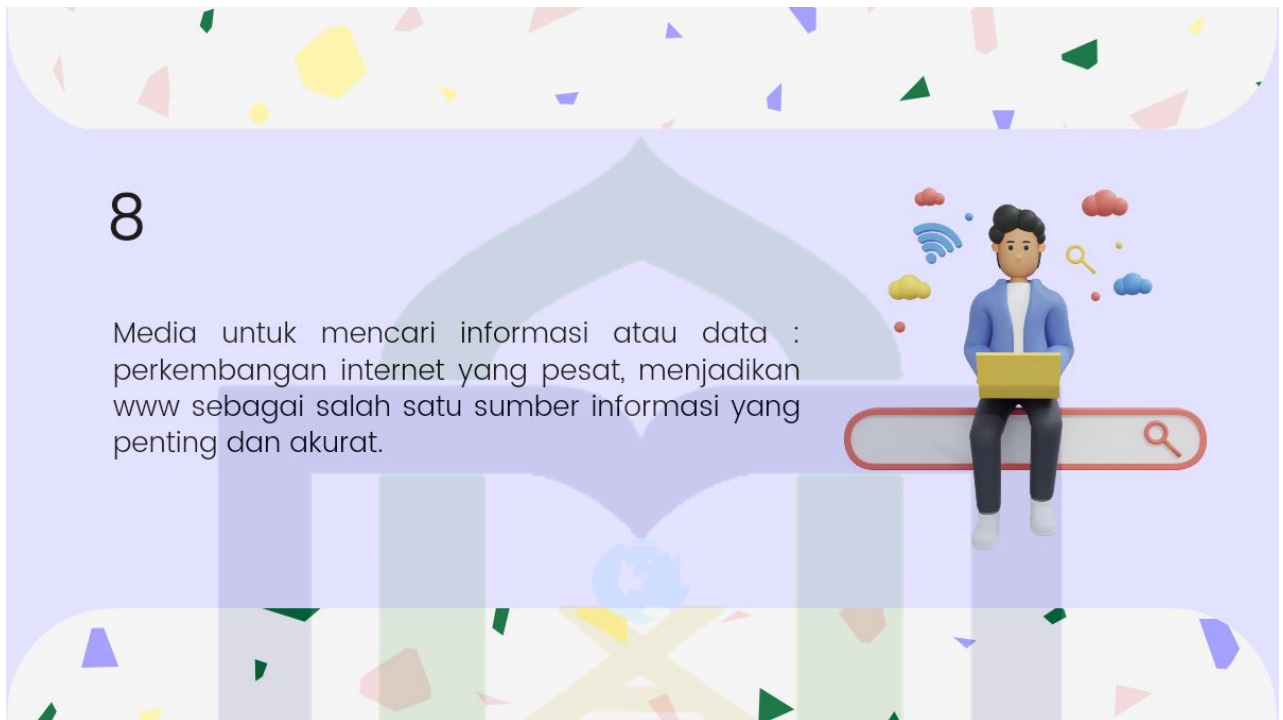 8
Media untuk mencari informasi atau data :
perkembangan internet yang pesat, menjadikan
www sebagai salah satu sumber informasi yang
penting dan akurat.